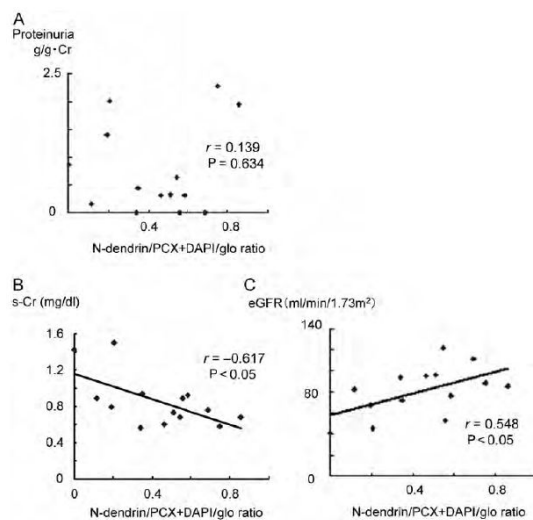 A
Proteinuria
g/g·Cr
2.5
r = 0.139
P = 0.634
0
0.4 0.8
N-dendrin/PCX+DAPI/glo ratio
B
s-Cr (mg/dl)
1.6
1.2
r = –0.617
P<0.05
0.8
0.4
0
0 0.4 0.8
N-dendrin/PCX+DAPI/glo ratio
C
eGFR(ml/min/1.73m²)
140
80
r = 0.548
P<0.05
0
0.4 0.8
N-dendrin/PCX+DAPI/glo ratio